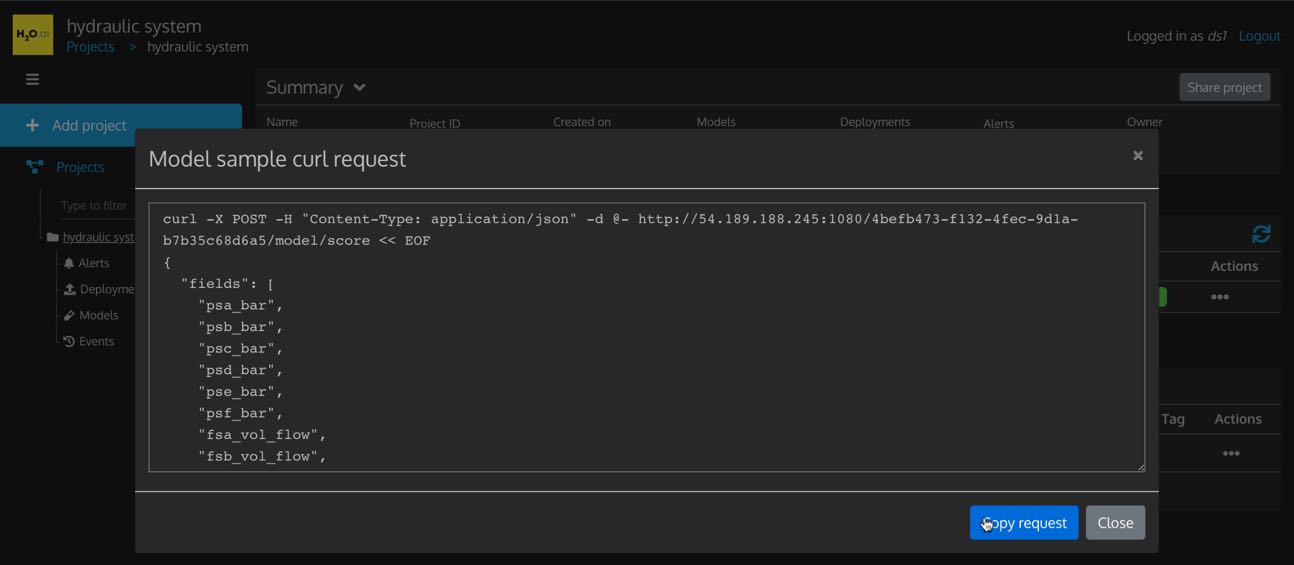 H2O.ai
hydraulic system
Projects > hydraulic system
Logged in as ds1 Logout
Summary
Share project
+ Add project
Name Project ID Created on Models Deployments Alerts Owner
Projects
Type to filter
hydraulic syst
Alerts
Deployme
Models
Events
Model sample curl request
×
curl -X POST -H "Content-Type: application/json" -d @- http://54.189.188.245:1080/4befb473-f132-4fec-9d1a-
b7b35c68d6a5/model/score << EOF
{
"fields": [
"psa_bar",
"psb_bar",
"psc_bar",
"psd_bar",
"pse_bar",
"psf_bar",
"fsa_vol_flow",
"fsb_vol_flow",
Actions
Tag Actions
Copy request
Close